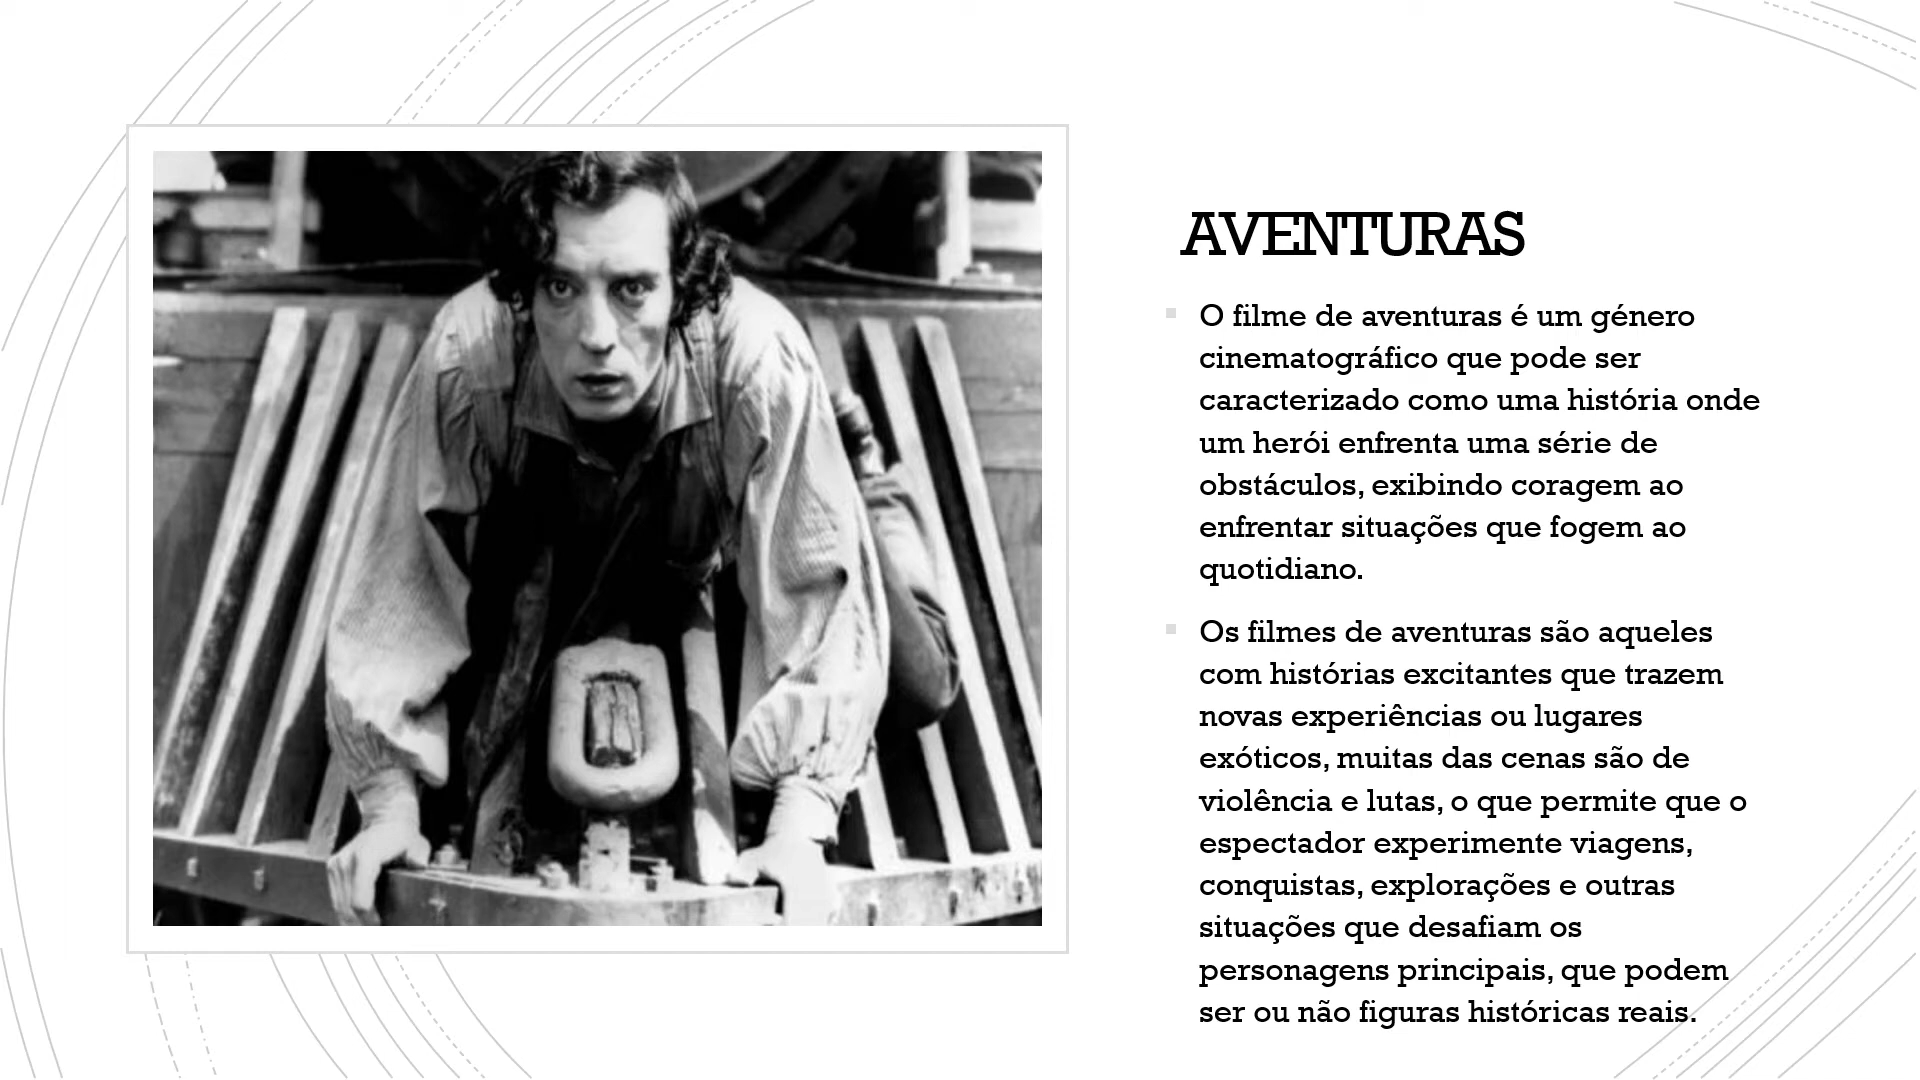 AVENTURAS
O filme de aventuras é um género
cinematográfico que pode ser
caracterizado como uma história onde
um herói enfrenta uma série de
obstáculos, exibindo coragem ao
enfrentar situações que fogem ao
quotidiano.
Os filmes de aventuras são aqueles
com histórias excitantes que trazem
novas experiências ou lugares
exóticos, muitas das cenas são de
violência e lutas, o que permite que o
espectador experimente viagens,
conquistas, explorações e outras
situações que desafiam os
personagens principais, que podem
ser ou não figuras históricas reais.